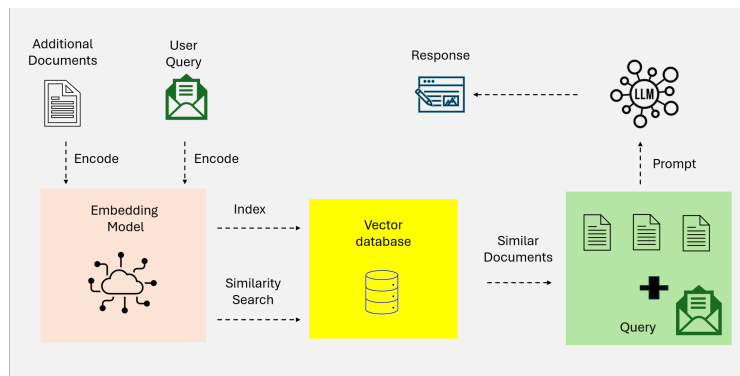 Additional
Documents
User
Query
Response
LLM
Encode
Encode
Prompt
Embedding
Model
Index
Similarity
Search
Vector
database
Similar
Documents
Query